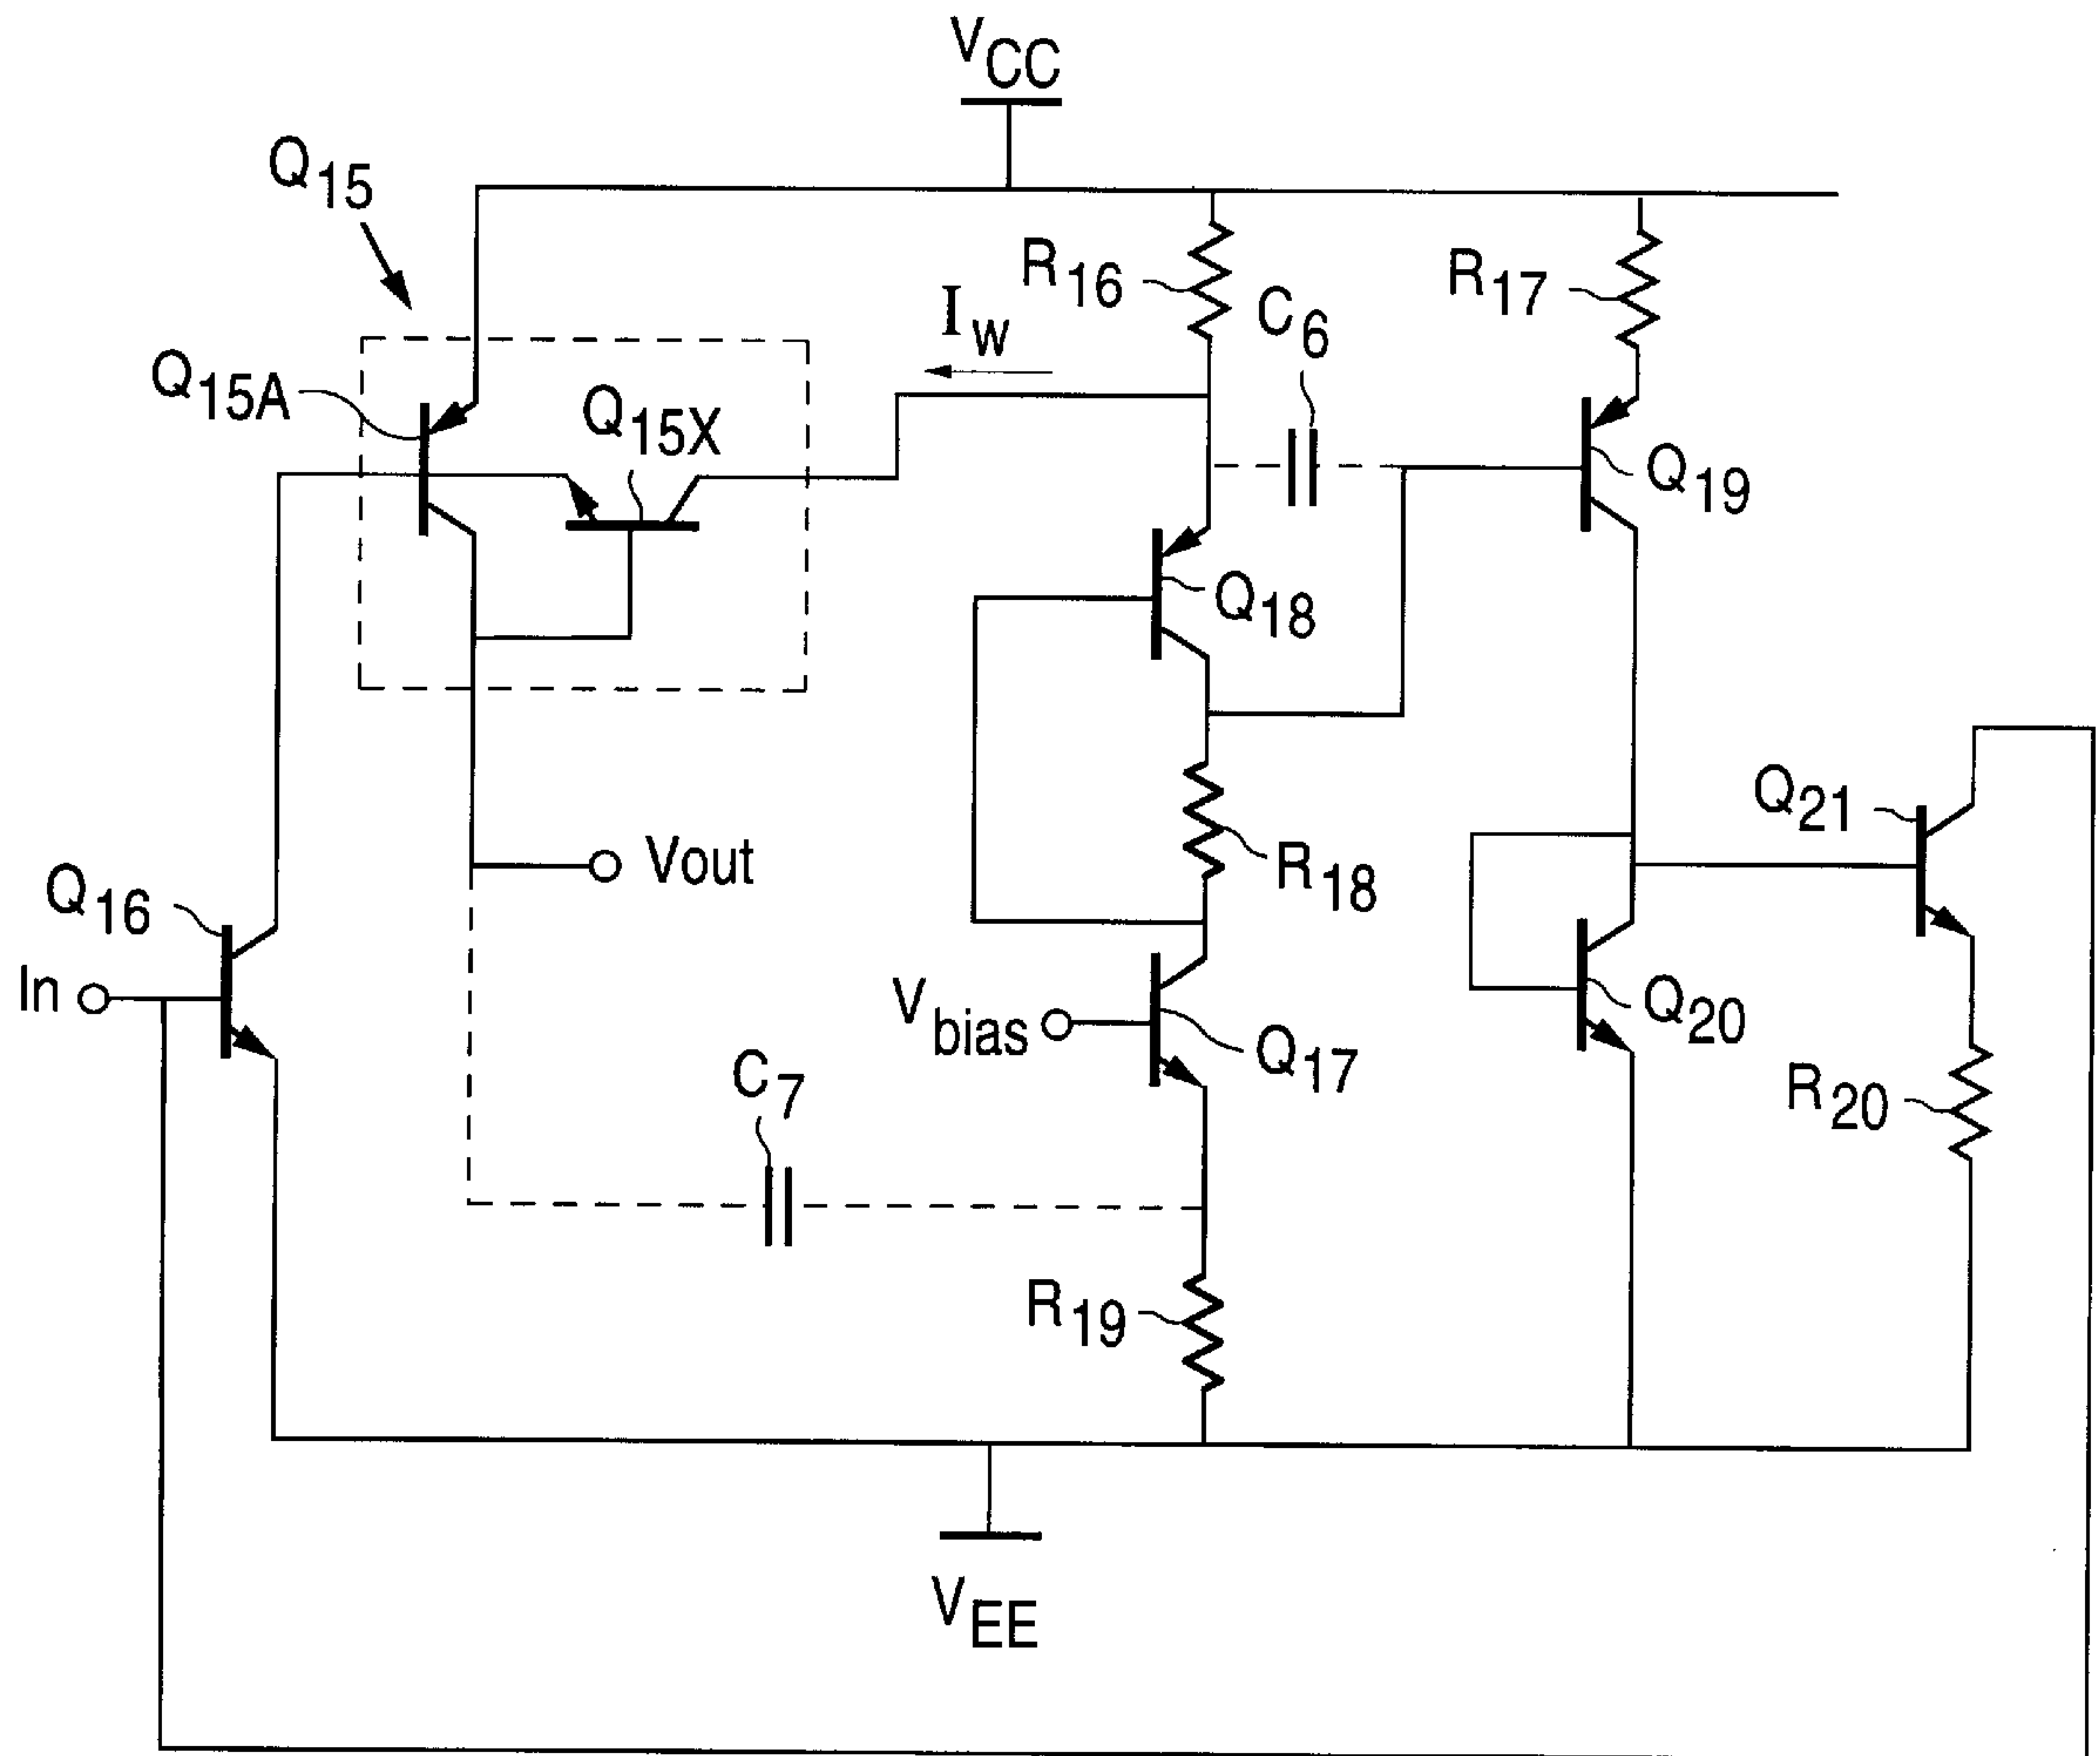 VCC
Q15
R16
R17
C6
IW
Q15A
Q15X
Q19
Q18
Q21
Vout
R18
Q16
In
Vbias
Q17
Q20
C7
R20
R19
VEE